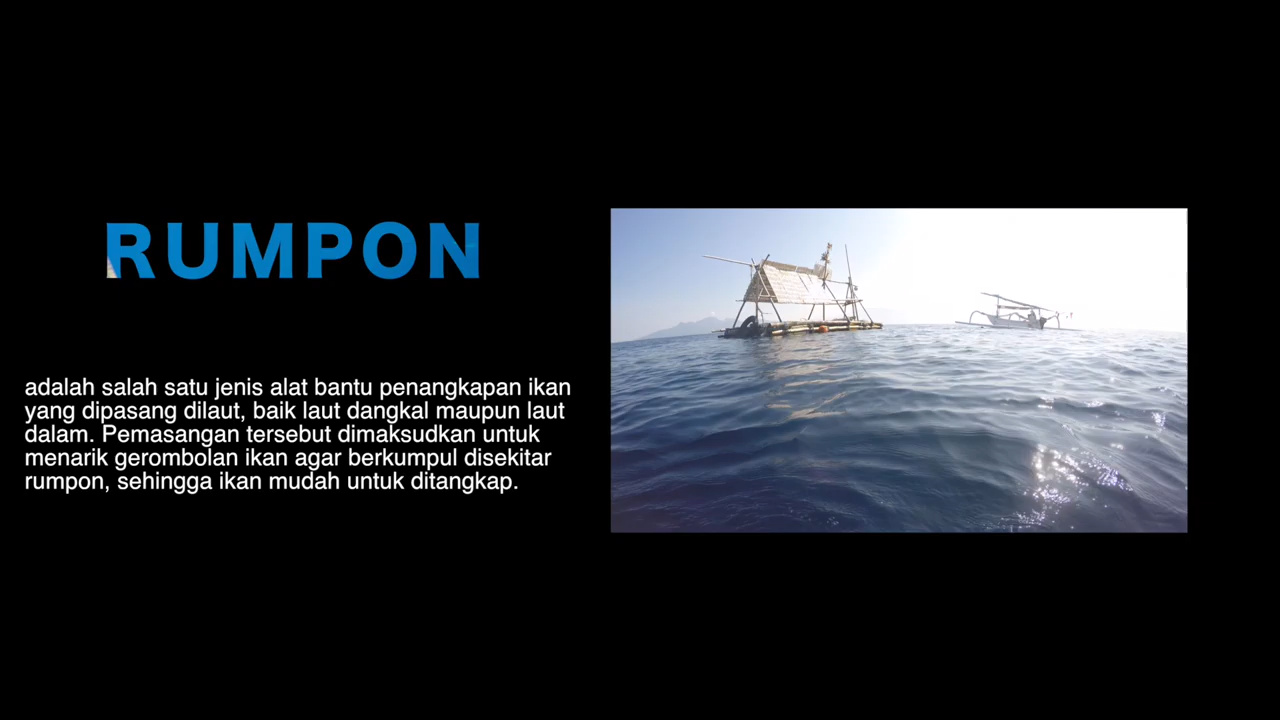 RUMPON
adalah salah satu jenis alat bantu penangkapan ikan
yang dipasang dilaut, baik laut dangkal maupun laut
dalam. Pemasangan tersebut dimaksudkan untuk
menarik gerombolan ikan agar berkumpul disekitar
rumpon, sehingga ikan mudah untuk ditangkap.